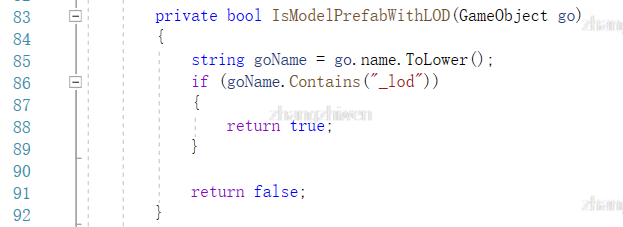 83 private bool IsModelPrefabWithLOD(GameObject go)
84 {
85 string goName = go.name.ToLower();
86 if (goName.Contains("_lod"))
87 {
88 return true;
89 }
90
91 return false;
92 }
zhangzhiwen